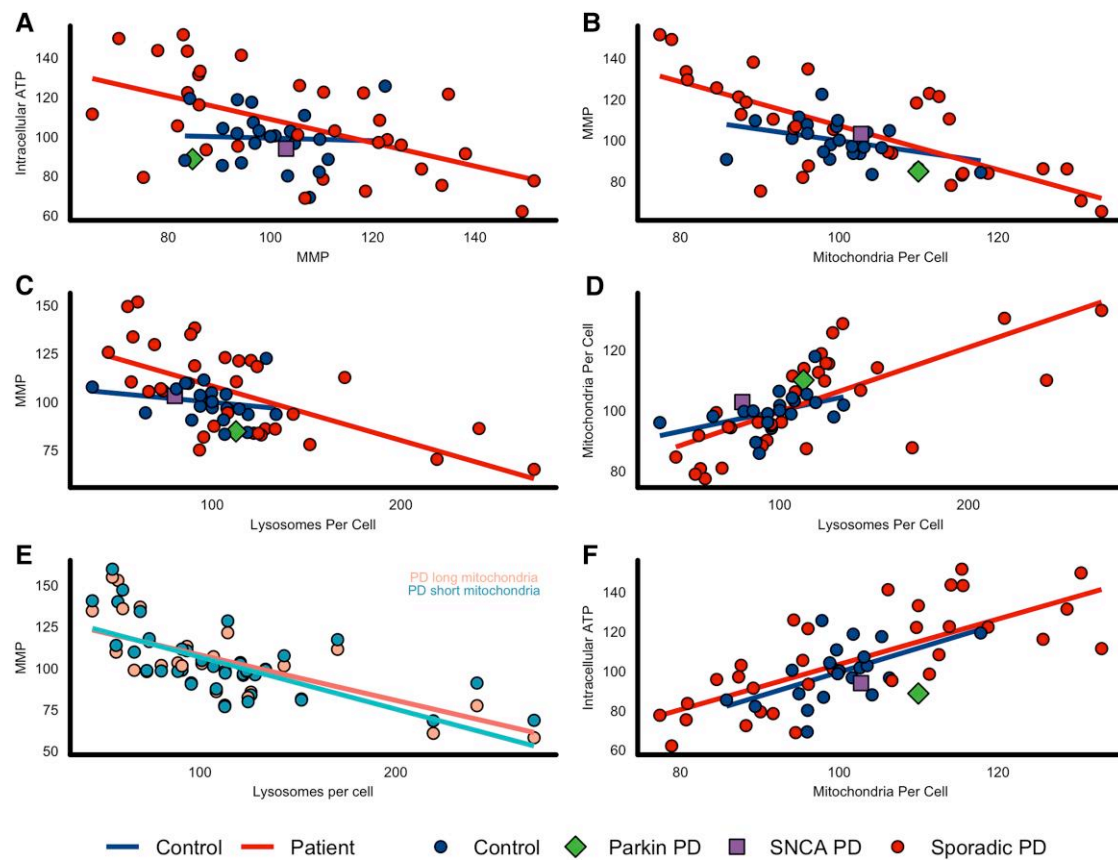 A
Intracellular ATP
140
120
100
80
60
80
100
120
140
MMP
B
MMP
140
120
100
80
80
100
120
Mitochondria Per Cell
C
MMP
150
125
100
75
100
200
Lysosomes Per Cell
D
Mitochondria Per Cell
120
100
80
100
200
Lysosomes Per Cell
E
MMP
150
125
100
75
50
100
200
Lysosomes per cell
PD long mitochondria
PD short mitochondria
F
Intracellular ATP
140
120
100
80
60
80
100
120
Mitochondria Per Cell
Control Patient Control Parkin PD SNCA PD Sporadic PD